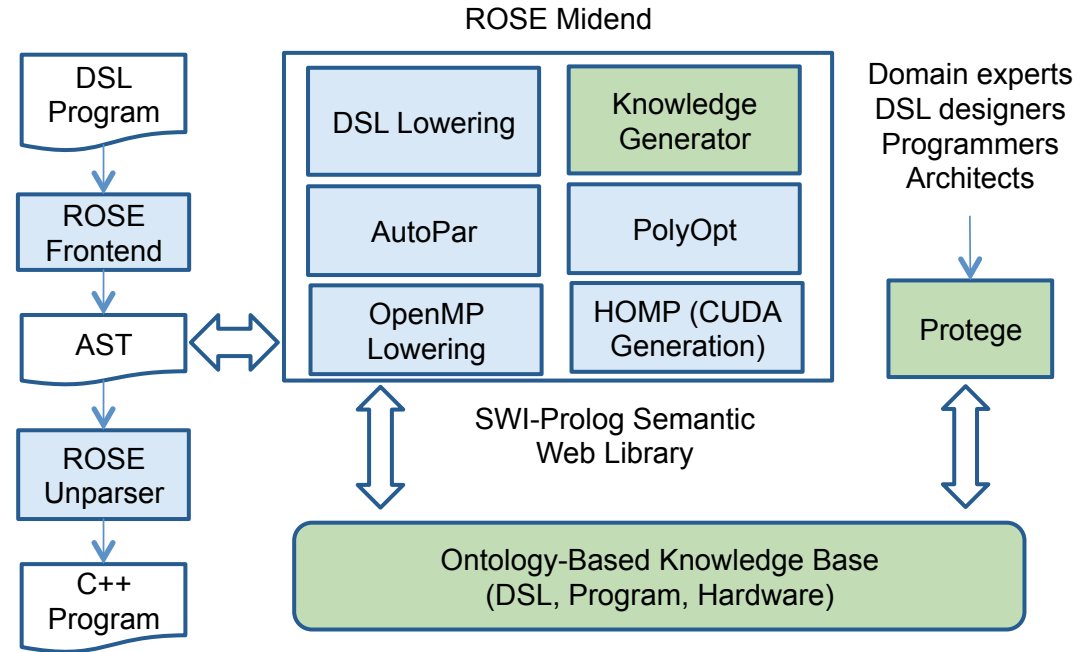 ROSE Midend
DSL
Program
ROSE
Frontend
AST
ROSE
Unparser
C++
Program
DSL Lowering
Knowledge
Generator
AutoPar
PolyOpt
OpenMP
Lowering
HOMP (CUDA
Generation)
Domain experts
DSL designers
Programmers
Architects
Protege
SWI-Prolog Semantic
Web Library
Ontology-Based Knowledge Base
(DSL, Program, Hardware)